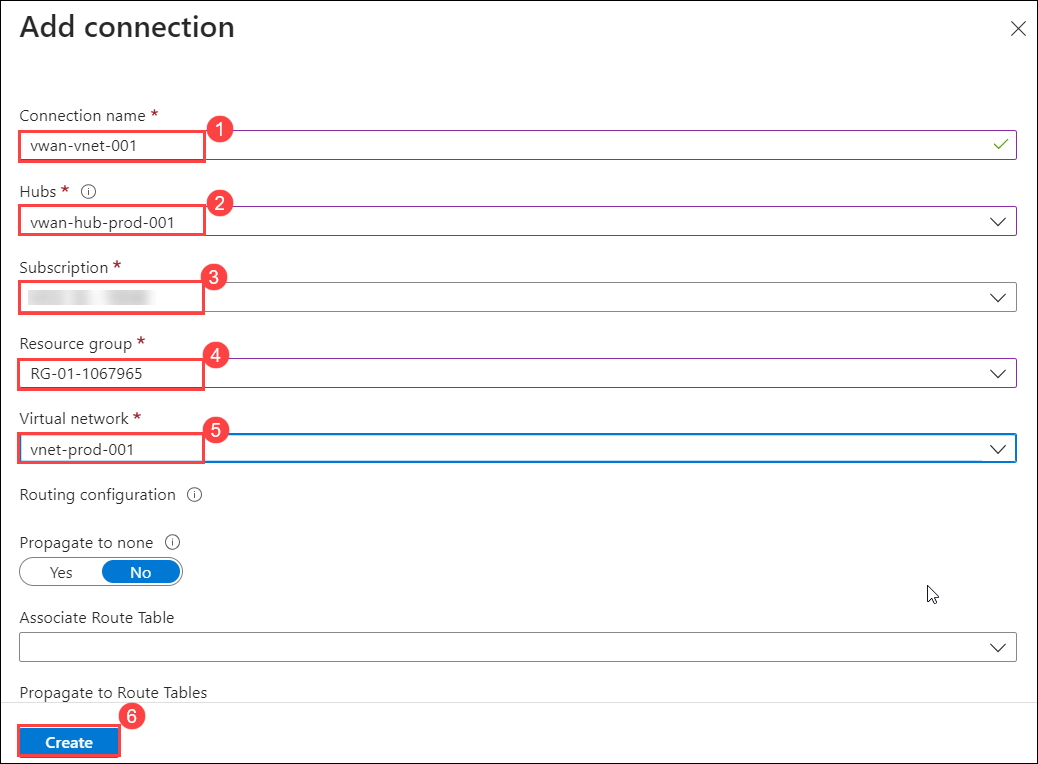 Add connection
Connection name *
1
vwan-vnet-001
Hubs *
2
vwan-hub-prod-001
Subscription *
3
Resource group *
4
RG-01-1067965
Virtual network *
5
vnet-prod-001
Routing configuration
Propagate to none
Yes No
Associate Route Table
Propagate to Route Tables
6
Create